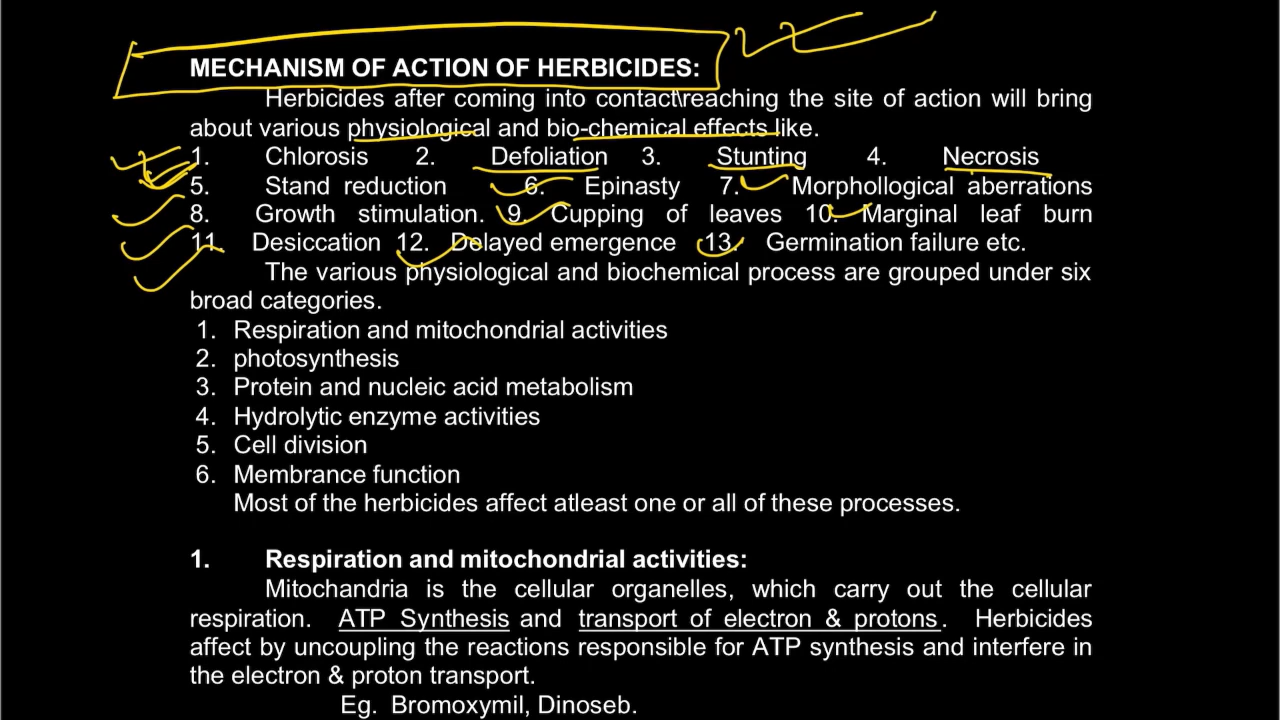 MECHANISM OF ACTION OF HERBICIDES:
Herbicides after coming into contact\reaching the site of action will bring
about various physiological and bio-chemical effects like.
1. Chlorosis 2. Defoliation 3. Stunting 4. Necrosis
5. Stand reduction 6. Epinasty 7. Morphollogical aberrations
8. Growth stimulation. 9. Cupping of leaves 10. Marginal leaf burn
11. Desiccation 12. Delayed emergence 13. Germination failure etc.
The various physiological and biochemical process are grouped under six
broad categories.
1. Respiration and mitochondrial activities
2. photosynthesis
3. Protein and nucleic acid metabolism
4. Hydrolytic enzyme activities
5. Cell division
6. Membrance function
Most of the herbicides affect atleast one or all of these processes.
1. Respiration and mitochondrial activities:
Mitochandria is the cellular organelles, which carry out the cellular
respiration. ATP Synthesis and transport of electron & protons. Herbicides
affect by uncoupling the reactions responsible for ATP synthesis and interfere in
the electron & proton transport.
Eg. Bromoxymil, Dinoseb.